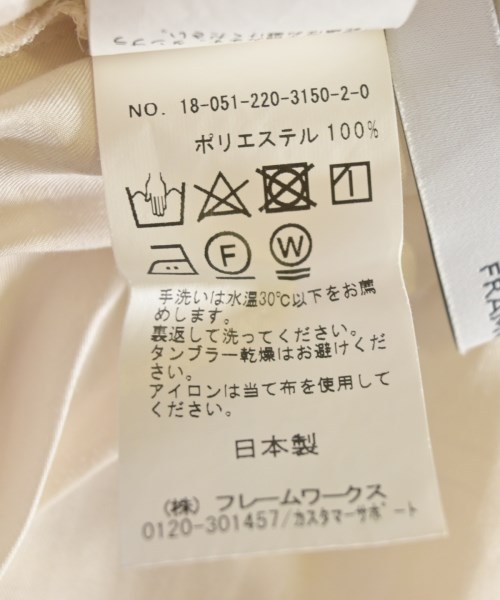 NO. 18-051-220-3150-2-0
ポリエステル 100%
F
W
手洗いは水温30℃以下をお薦
めします。
裏返して洗ってください。
タンブラー乾燥はお避けくだ
さい。
アイロンは当て布を使用して
ください。
日本製
(株) フレームワークス
0120-301457/カスタマーサポート
FRAM